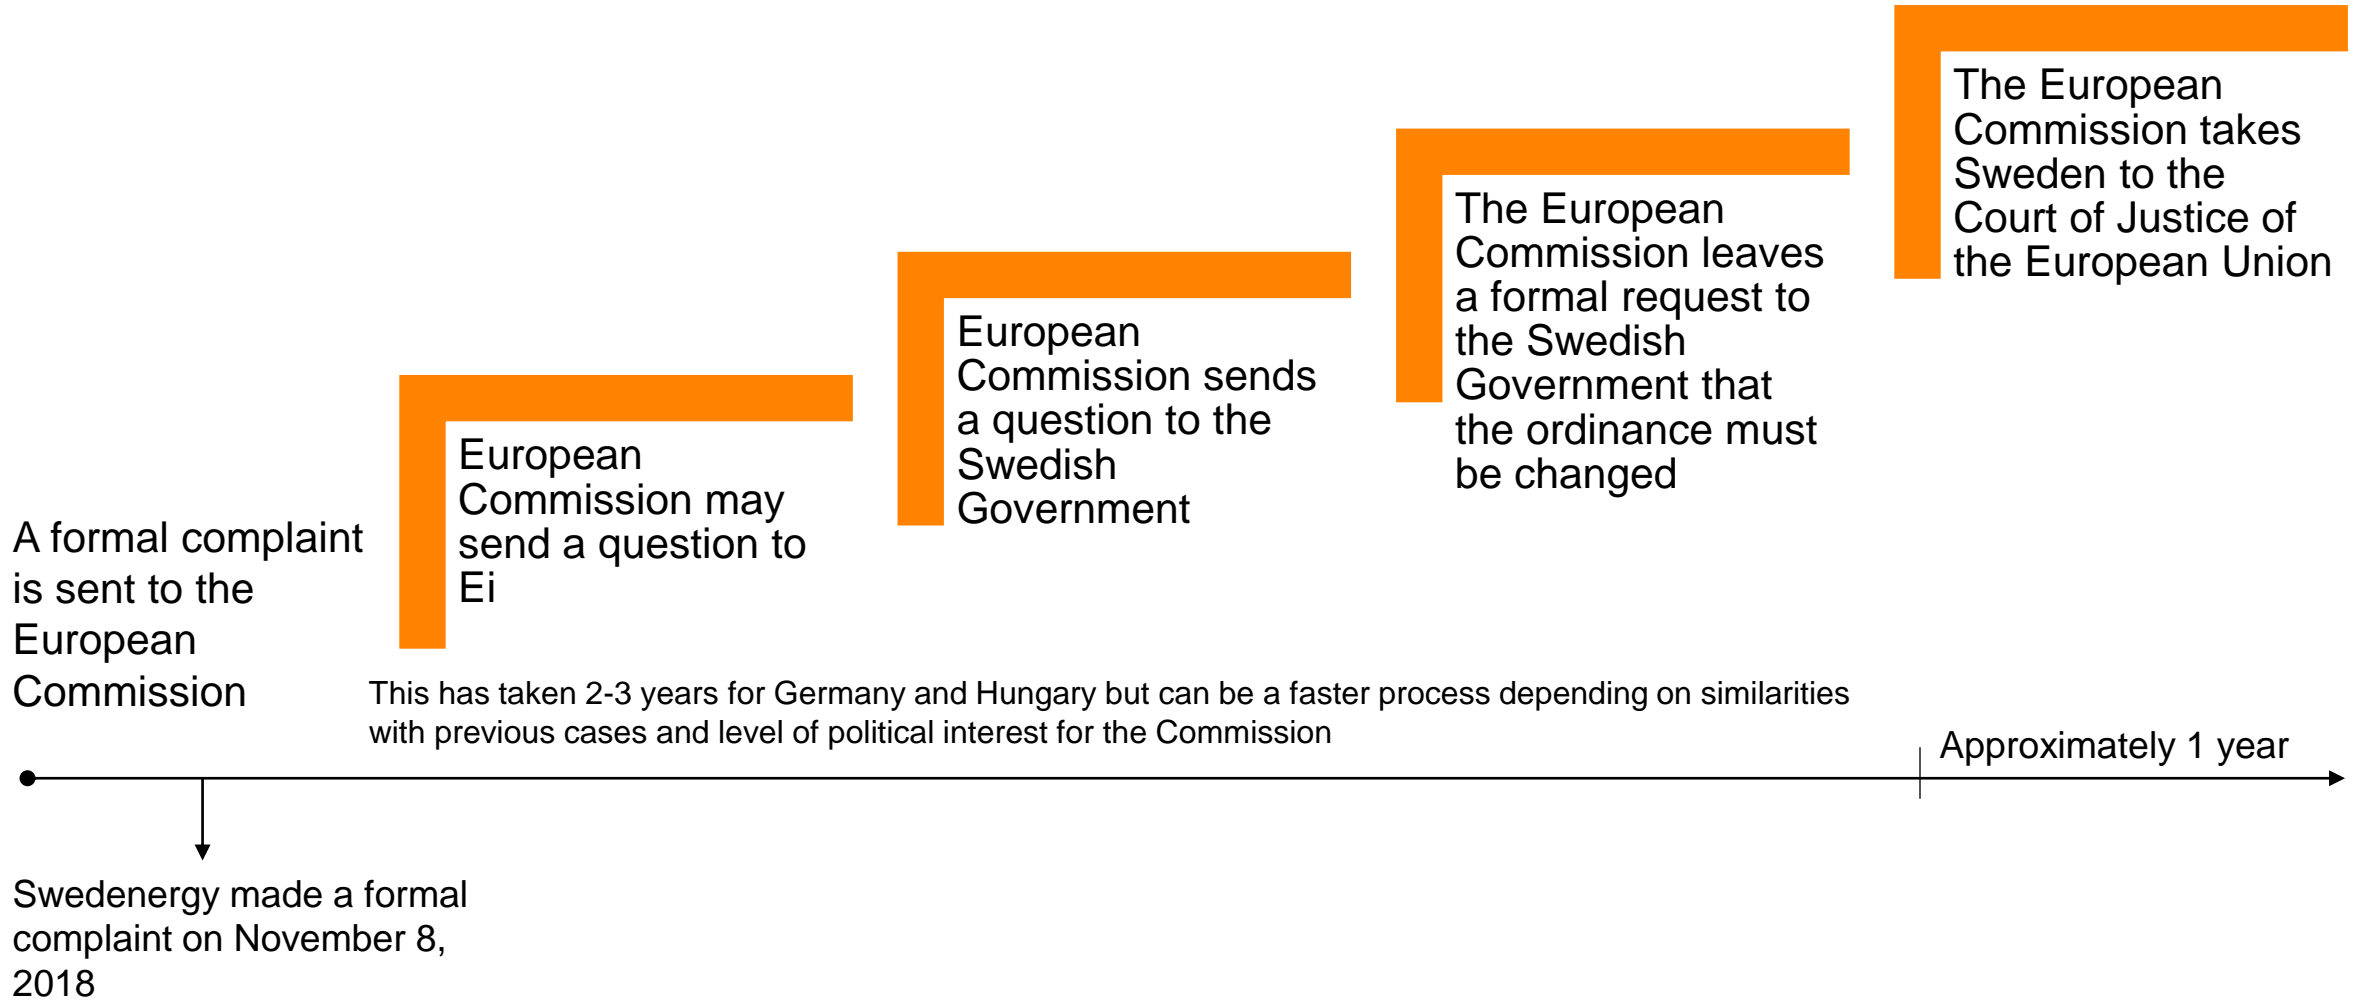 A formal complaint
is sent to the
European
Commission
European
Commission may
send a question to
Ei
European
Commission sends
a question to the
Swedish
Government
The European
Commission leaves
a formal request to
the Swedish
Government that
the ordinance must
be changed
The European
Commission takes
Sweden to the
Court of Justice of
the European Union
This has taken 2-3 years for Germany and Hungary but can be a faster process depending on similarities
with previous cases and level of political interest for the Commission
Approximately 1 year
Swedenergy made a formal
complaint on November 8,
2018